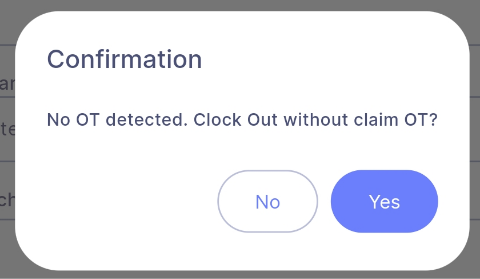 Confirmation
No OT detected. Clock Out without claim OT?
No
Yes